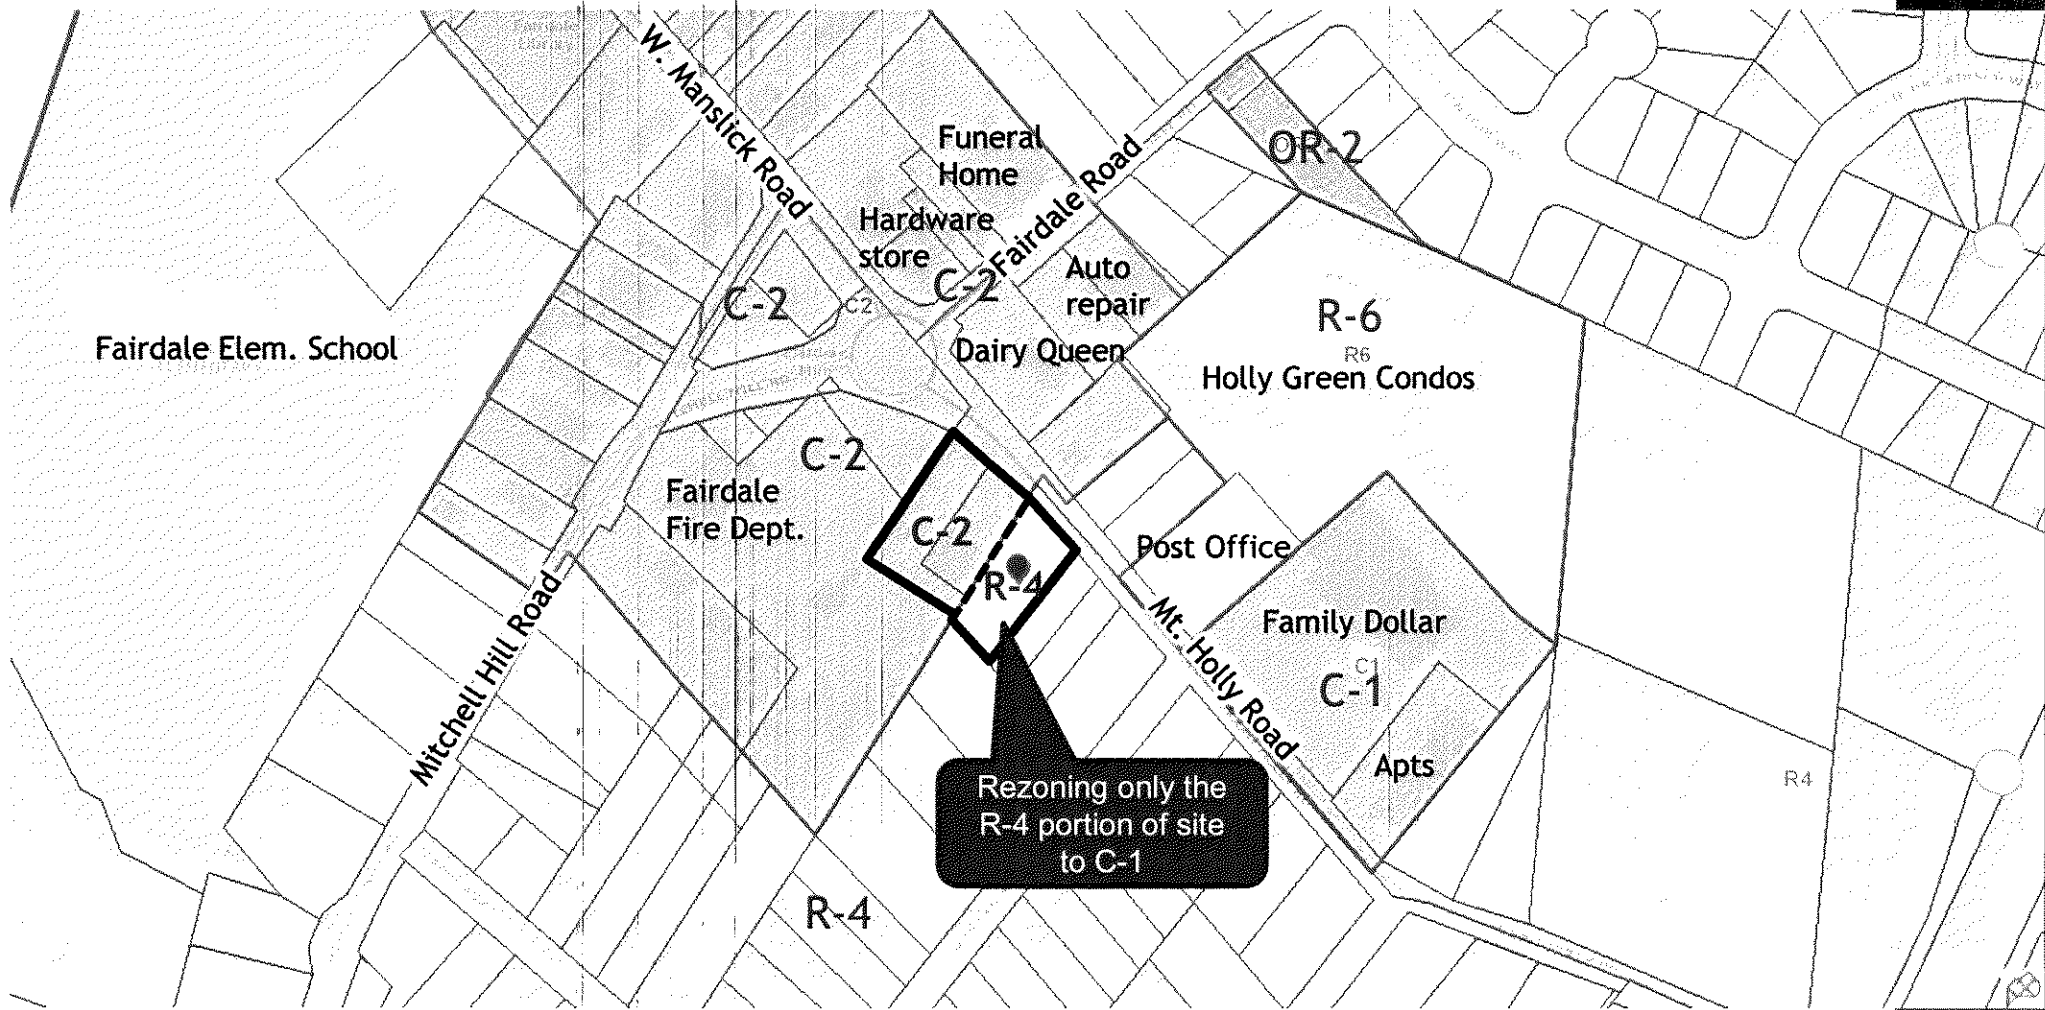 W. Manslick Road
Funeral
Home
Fairdale Road
OR-2
Hardware
store
C-2
Auto
repair
C-2
C2
R-6
R6
Holly Green Condos
Fairdale Elem. School
Dairy Queen
C-2
Fairdale
Fire Dept.
C-2
R-4
Post Office
Mt. Holly Road
Family Dollar
C1
C-1
Mitchell Hill Road
Apts
R4
Rezoning only the
R-4 portion of site
to C-1
R-4